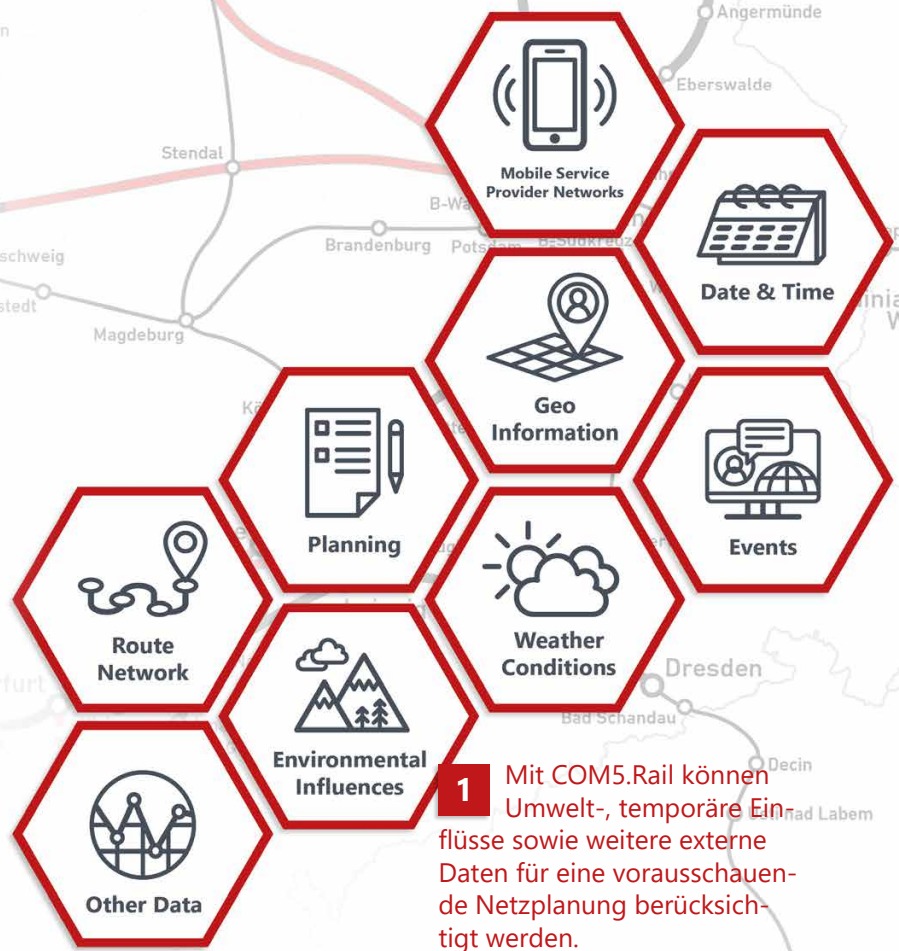 Angermünde
Eberswalde
Stendal
Mobile Service
Provider Networks
Brandenburg
schweig
stedt
Date & Time
Magdeburg
Geo
Information
Planning
Events
Route
Network
Weather
Conditions
Dresden
Bad Schandau
Environmental
Influences
Decin
nad Labem
Other Data
1 Mit COM5.Rail können
Umwelt-, temporäre Ein-
flüsse sowie weitere externe
Daten für eine vorausschauen-
de Netzplanung berücksich-
tigt werden.